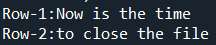 Row-1:Now is the time
Row-2:to close the file